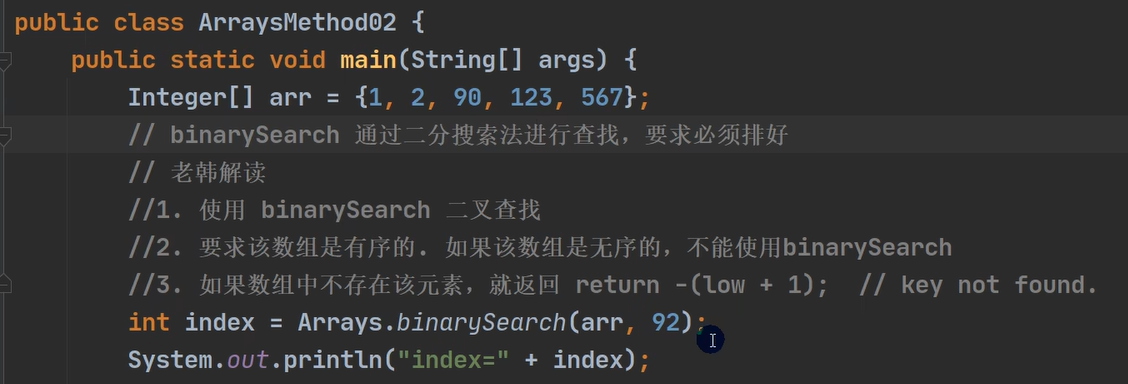 public class ArraysMethod02 {
public static void main(String[] args) {
Integer[] arr = {1, 2, 90, 123, 567};
// binarySearch 通过二分搜索法进行查找，要求必须排好
// 老韩解读
//1. 使用 binarySearch 二叉查找
//2. 要求该数组是有序的. 如果该数组是无序的，不能使用binarySearch
//3. 如果数组中不存在该元素，就返回 return -(low + 1);  // key not found.
int index = Arrays.binarySearch(arr, 92);
System.out.println("index=" + index);